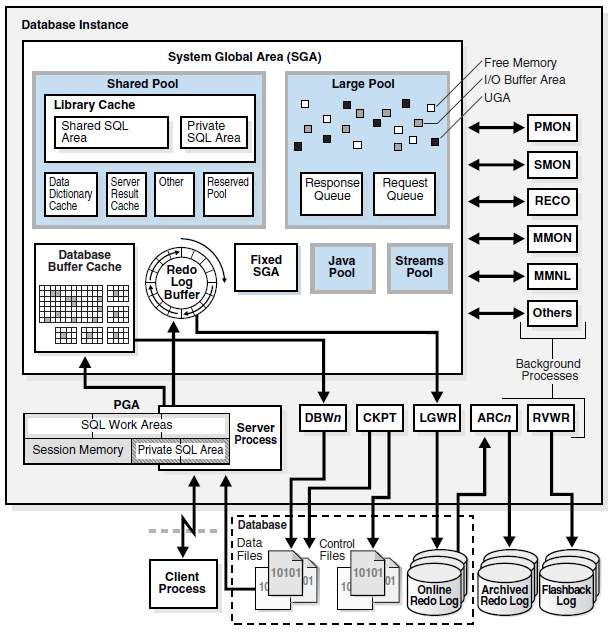 Database Instance
System Global Area (SGA)
Shared Pool
Library Cache
Shared SQL
Area
Private
SQL Area
Data
Dictionary
Cache
Server
Result
Cache
Other
Reserved
Pool
Large Pool
Response
Queue
Request
Queue
Free Memory
I/O Buffer Area
UGA
PMON
SMON
RECO
MMON
MMNL
Others
Background
Processes
Database
Buffer Cache
Redo
Log
Buffer
Fixed
SGA
Java
Pool
Streams
Pool
PGA
SQL Work Areas
Session Memory
Private SQL Area
Server
Process
DBWn
CKPT
LGWR
ARCn
RVWR
Client
Process
Database
Data
Files
10101
10
01
Control
Files
10101
10
01
Online
Redo Log
Archived
Redo Log
Flashback
Log